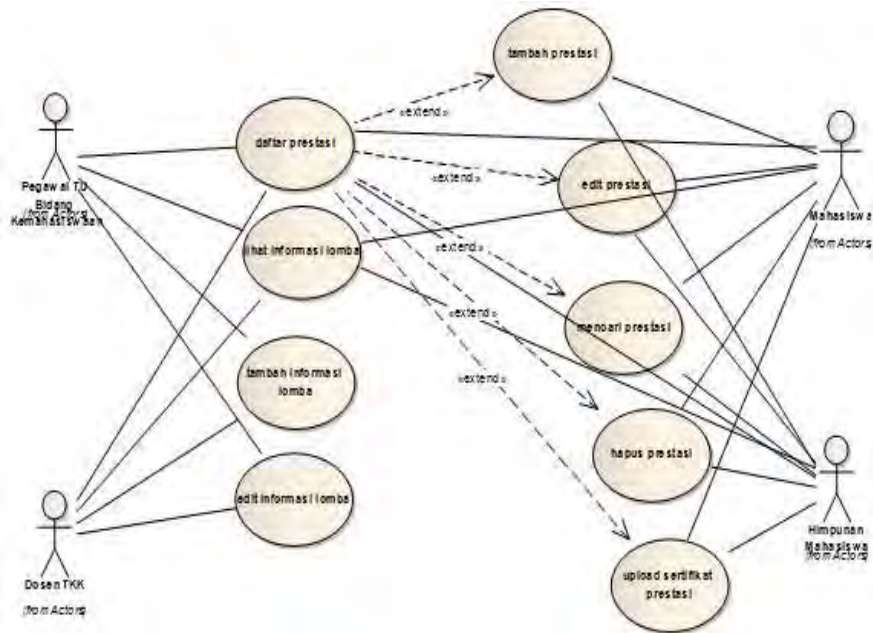 tambah prestasi
«extend»
daftar prestasi
Pegawai TU
Bidang
Kemahasiswaan
(from Actors)
«extend»
edit prestasi
Mahasiswa
(from Actors)
lihat informasi lomba
«extend»
«extend»
mencari prestasi
«extend»
tambah informasi
lomba
hapus prestasi
edit informasi lomba
Himpunan
Mahasiswa
(from Actors)
Dosen TKK
(from Actors)
upload sertifikat
prestasi